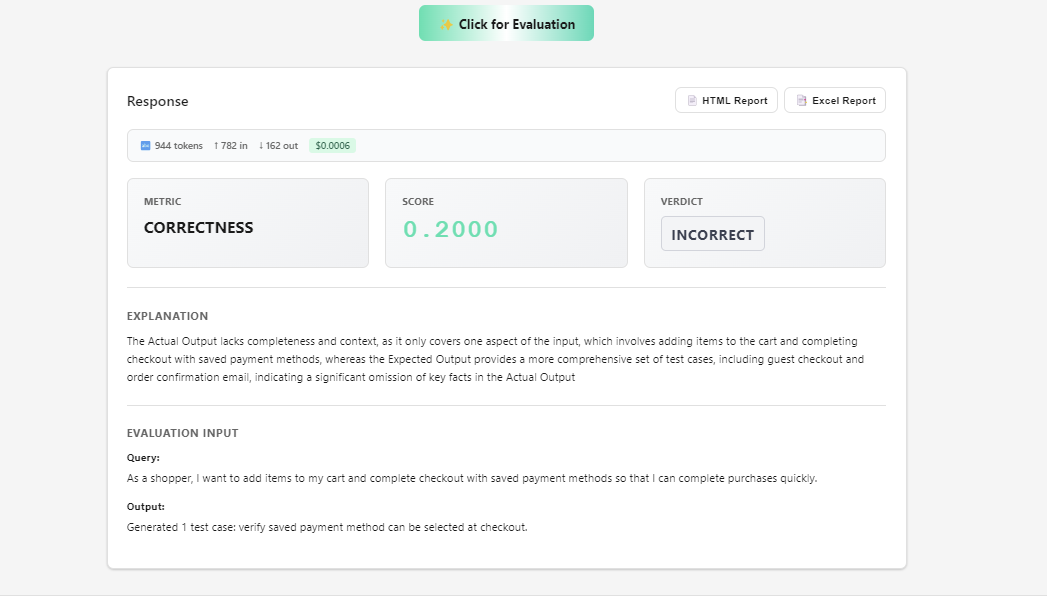 ✨ Click for Evaluation
Response
HTML Report
Excel Report
944 tokens ↑ 782 in ↓ 162 out $0.0006
METRIC
CORRECTNESS
SCORE
0.2000
VERDICT
INCORRECT
EXPLANATION
The Actual Output lacks completeness and context, as it only covers one aspect of the input, which involves adding items to the cart and completing
checkout with saved payment methods, whereas the Expected Output provides a more comprehensive set of test cases, including guest checkout and
order confirmation email, indicating a significant omission of key facts in the Actual Output
EVALUATION INPUT
Query:
As a shopper, I want to add items to my cart and complete checkout with saved payment methods so that I can complete purchases quickly.
Output:
Generated 1 test case: verify saved payment method can be selected at checkout.